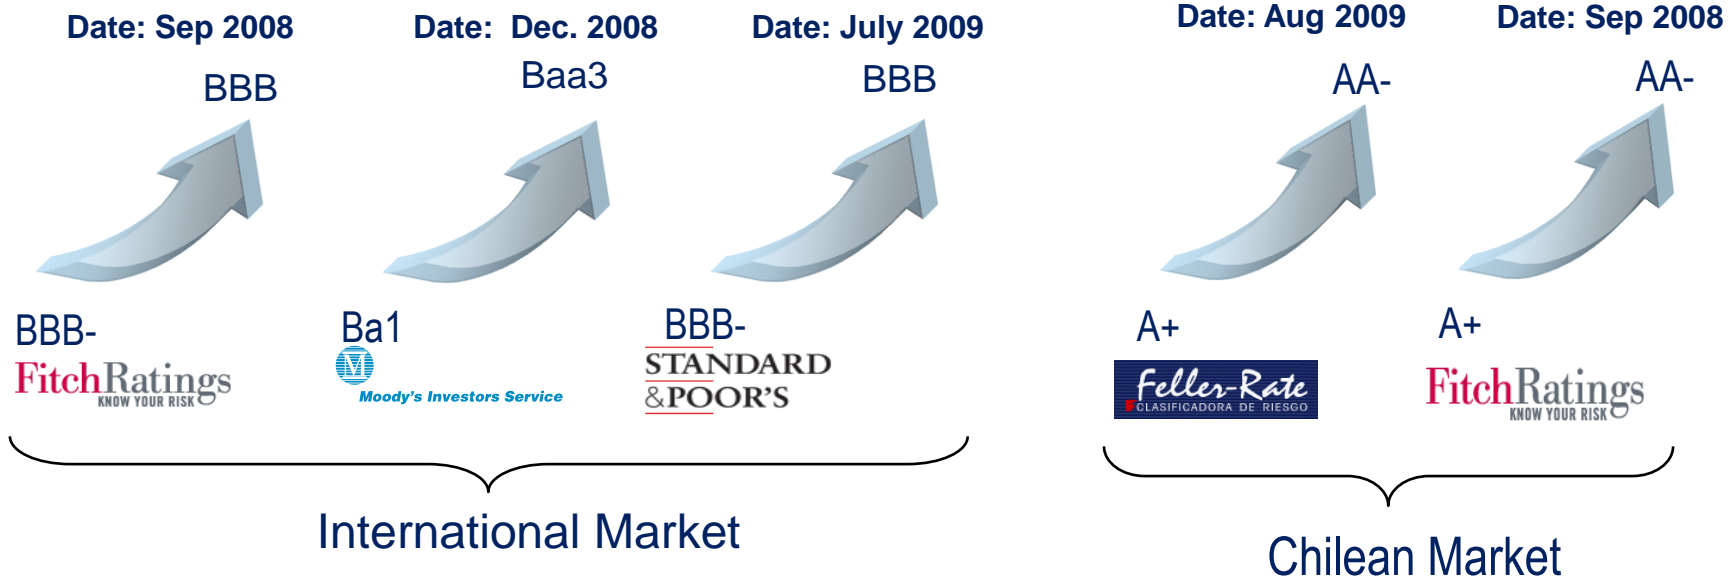 Date: Sep 2008
BBB
BBB-
FitchRatings
KNOW YOUR RISK
Date: Dec. 2008
Baa3
Ba1
M
Moody's Investors Service
Date: July 2009
BBB
BBB-
STANDARD
&POOR'S
International Market
Date: Aug 2009
AA-
A+
Feller-Rate
CLASIFICADORA DE RIESGO
Date: Sep 2008
AA-
A+
FitchRatings
KNOW YOUR RISK
Chilean Market